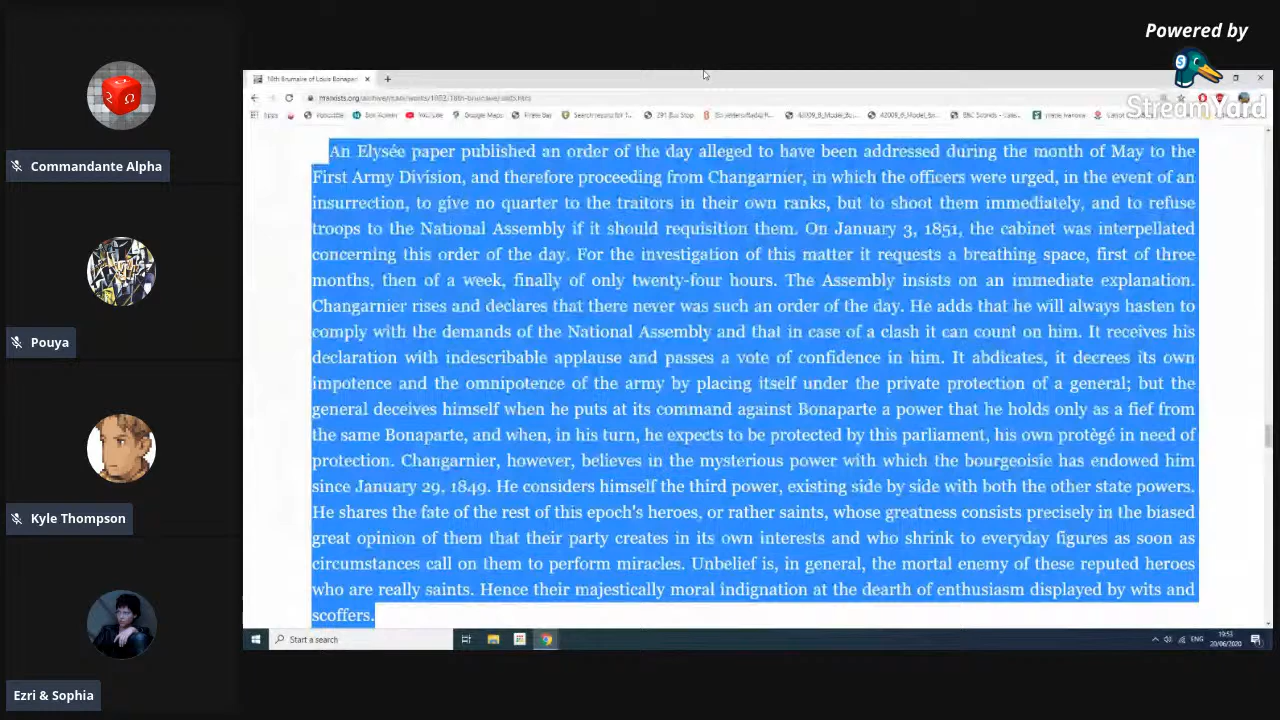 Powered by
StreamYard
Commandante Alpha
Pouya
Kyle Thompson
Ezri & Sophia
18th Brumaire of Louis Bonapar
Apps
YouTube
Google Maps
An Elysée paper published an order of the day alleged to have been addressed during the month of May to the
First Army Division, and therefore proceeding from Changarnier, in which the officers were urged, in the event of an
insurrection, to give no quarter to the traitors in their own ranks, but to shoot them immediately, and to refuse
troops to the National Assembly if it should requisition them. On January 3, 1851, the cabinet was interpellated
concerning this order of the day. For the investigation of this matter it requests a breathing space, first of three
months, then of a week, finally of only twenty-four hours. The Assembly insists on an immediate explanation.
Changarnier rises and declares that there never was such an order of the day. He adds that he will always hasten to
comply with the demands of the National Assembly and that in case of a clash it can count on him. It receives his
declaration with indescribable applause and passes a vote of confidence in him. It abdicates, it decrees its own
impotence and the omnipotence of the army by placing itself under the private protection of a general; but the
general deceives himself when he puts at its command against Bonaparte a power that he holds only as a fief from
the same Bonaparte, and when, in his turn, he expects to be protected by this parliament, his own protègé in need of
protection. Changarnier, however, believes in the mysterious power with which the bourgeoisie has endowed him
since January 29, 1849. He considers himself the third power, existing side by side with both the other state powers.
He shares the fate of the rest of this epoch's heroes, or rather saints, whose greatness consists precisely in the biased
great opinion of them that their party creates in its own interests and who shrink to everyday figures as soon as
circumstances call on them to perform miracles. Unbelief is, in general, the mortal enemy of these reputed heroes
who are really saints. Hence their majestically moral indignation at the dearth of enthusiasm displayed by wits and
scoffers.
Start a search
ENG
19:53
20/06/2020